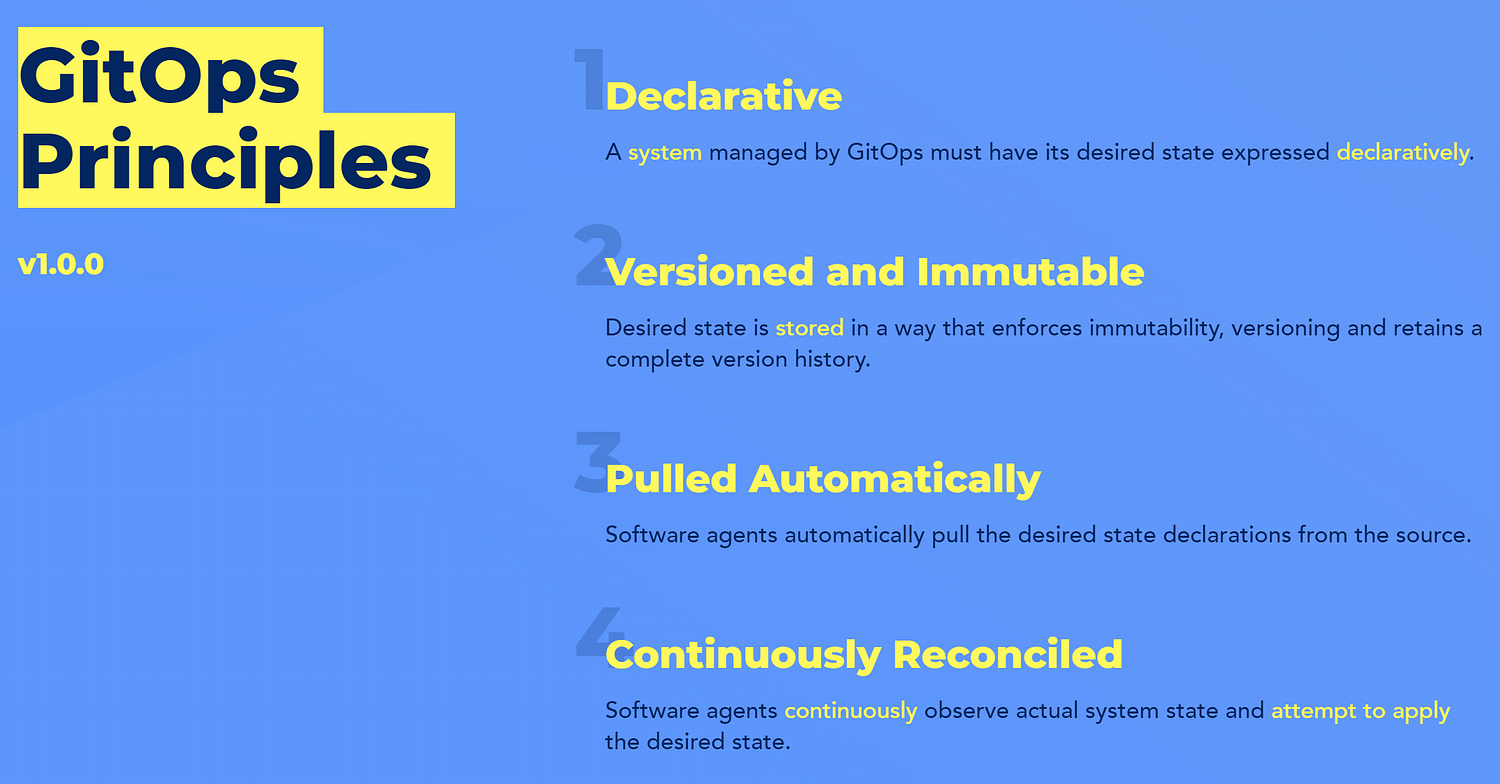 GitOps
Principles
v1.0.0
1
Declarative
A system managed by GitOps must have its desired state expressed declaratively.
2
Versioned and Immutable
Desired state is stored in a way that enforces immutability, versioning and retains a
complete version history.
3
Pulled Automatically
Software agents automatically pull the desired state declarations from the source.
4
Continuously Reconciled
Software agents continuously observe actual system state and attempt to apply
the desired state.